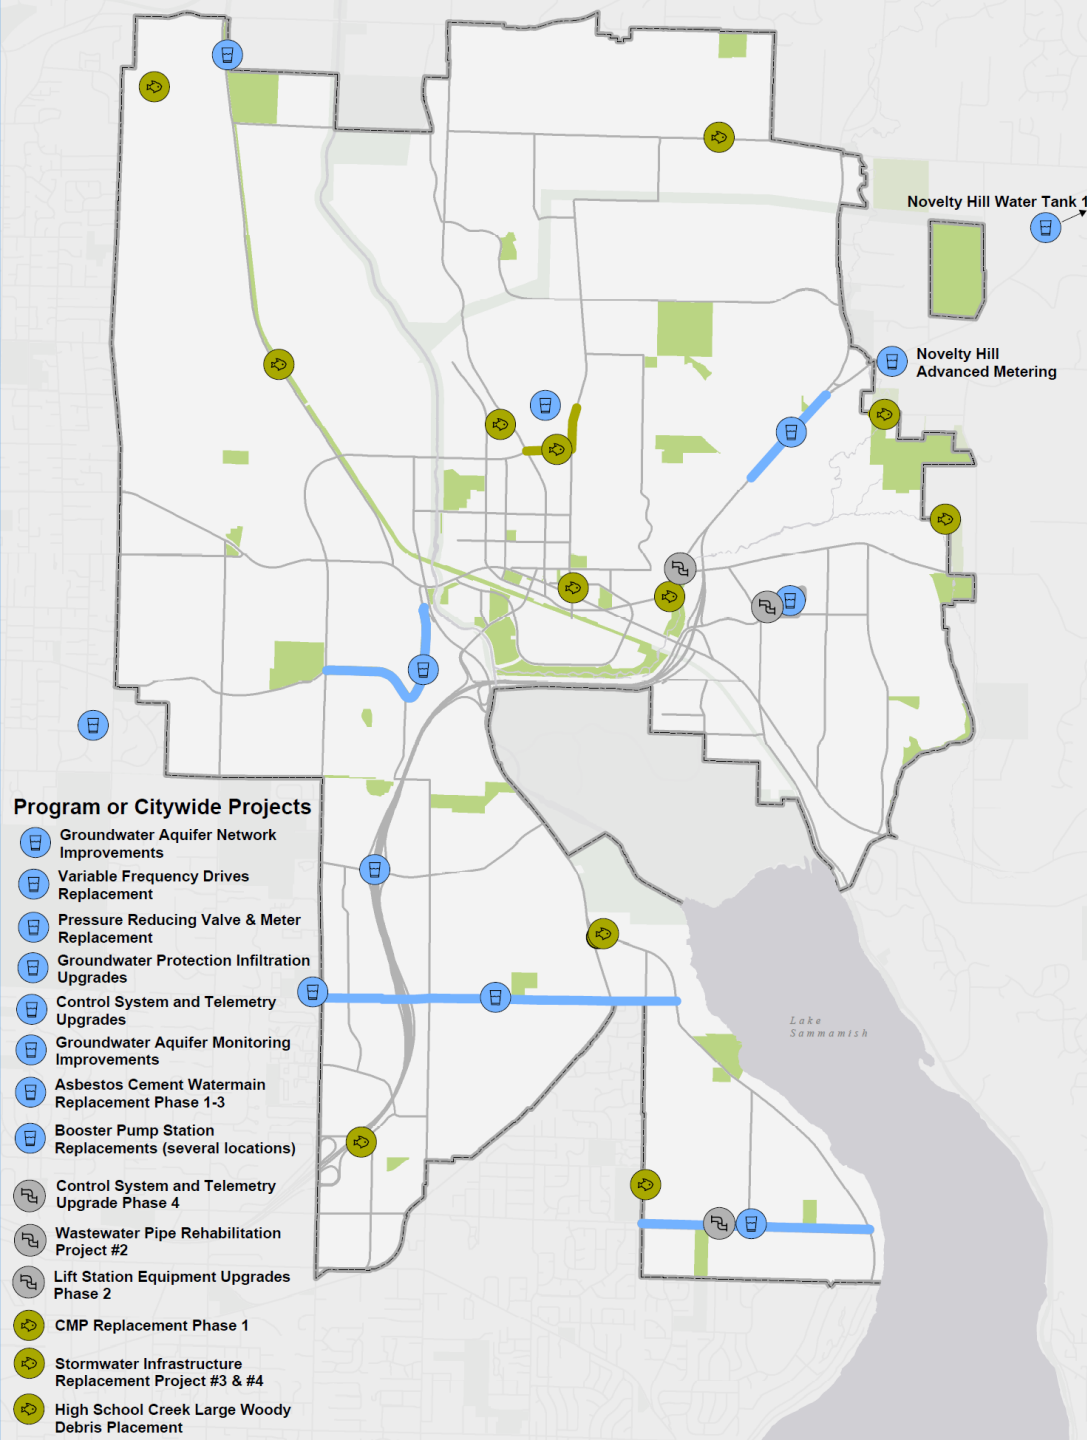 Novelty Hill Water Tank 1
Novelty Hill
Advanced Metering
Program or Citywide Projects
Groundwater Aquifer Network
Improvements
Variable Frequency Drives
Replacement
Pressure Reducing Valve & Meter
Replacement
Groundwater Protection Infiltration
Upgrades
Control System and Telemetry
Upgrades
Groundwater Aquifer Monitoring
Improvements
Asbestos Cement Watermain
Replacement Phase 1-3
Booster Pump Station
Replacements (several locations)
Control System and Telemetry
Upgrade Phase 4
Wastewater Pipe Rehabilitation
Project #2
Lift Station Equipment Upgrades
Phase 2
CMP Replacement Phase 1
Stormwater Infrastructure
Replacement Project #3 & #4
High School Creek Large Woody
Debris Placement
Lake
Sammamish